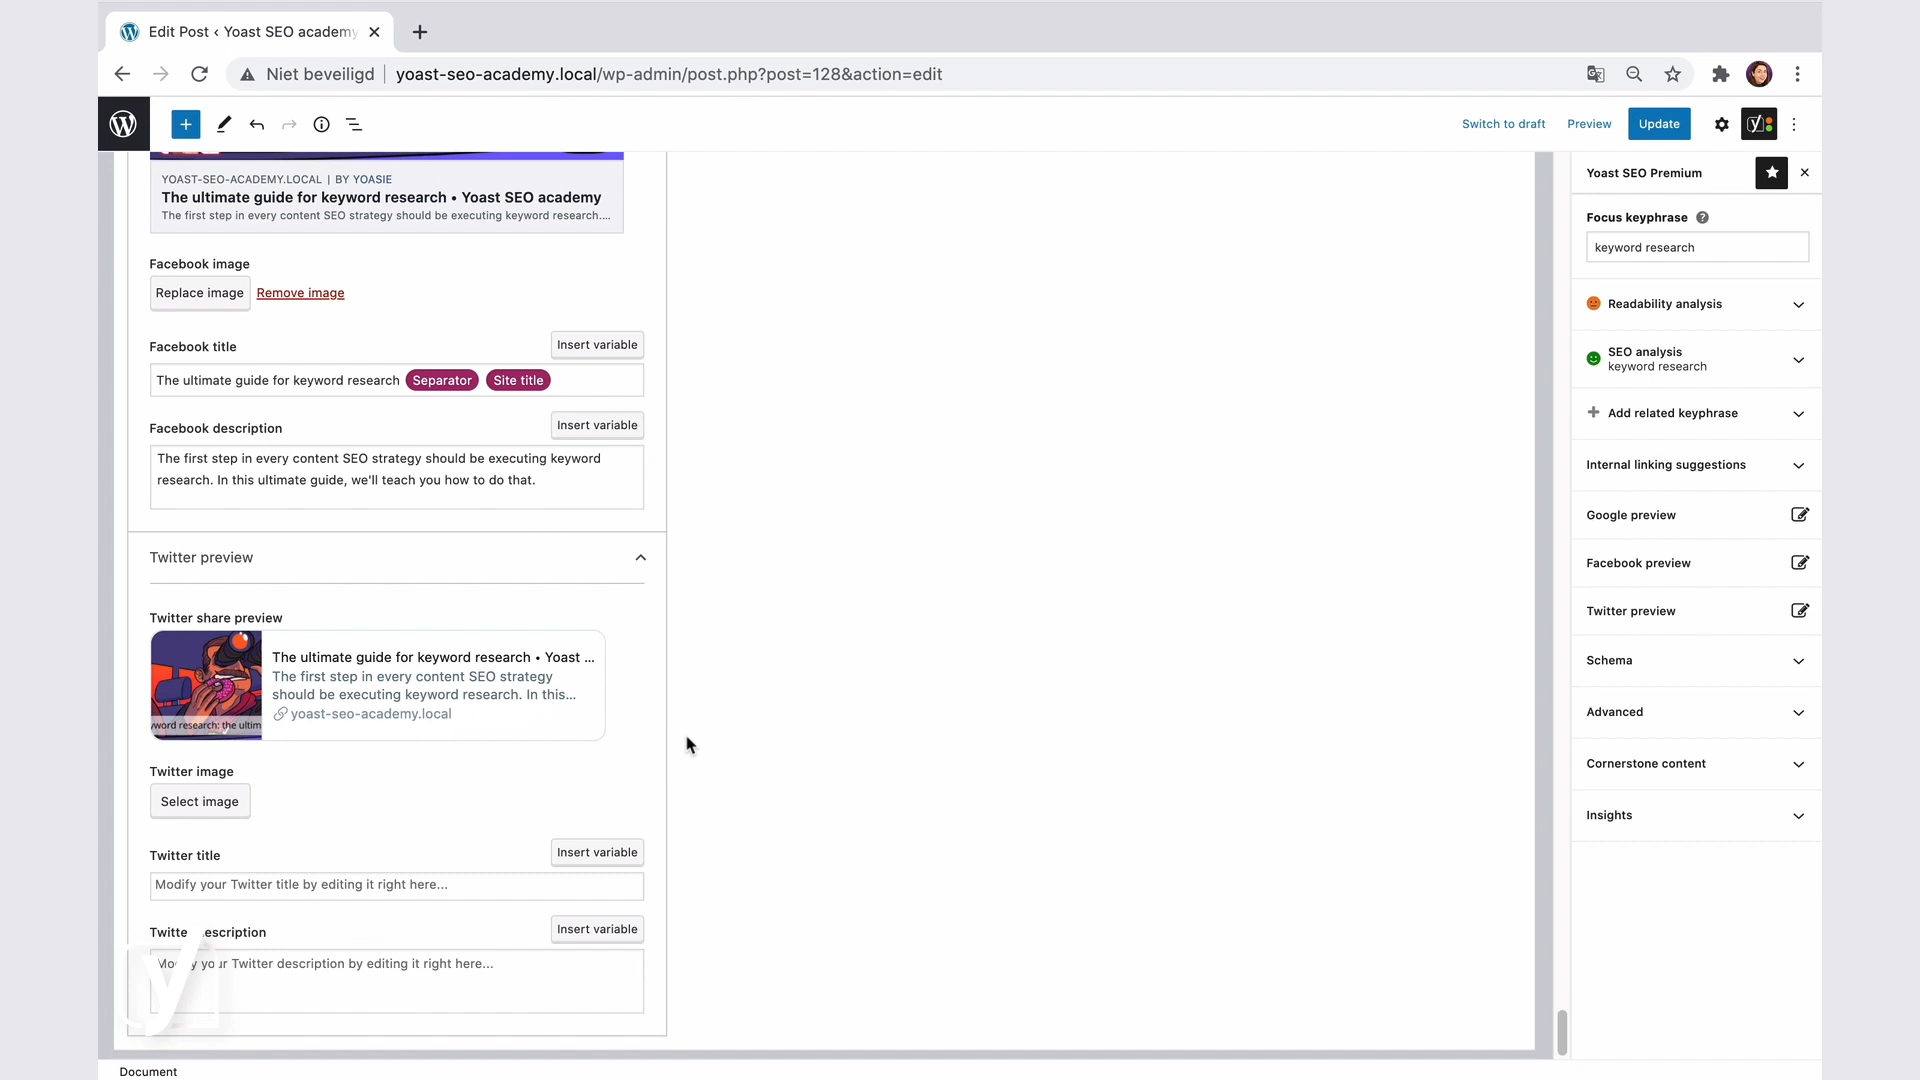 Edit Post ‹ Yoast SEO academy
Niet beveiligd
yoast-seo-academy.local/wp-admin/post.php?post=128&action=edit
Switch to draft
Preview
Update
YOAST-SEO-ACADEMY.LOCAL | BY YOASIE
The ultimate guide for keyword research • Yoast SEO academy
The first step in every content SEO strategy should be executing keyword research....
Facebook image
Replace image
Remove image
Facebook title
Insert variable
The ultimate guide for keyword research Separator Site title
Facebook description
Insert variable
The first step in every content SEO strategy should be executing keyword
research. In this ultimate guide, we'll teach you how to do that.
Twitter preview
Twitter share preview
The ultimate guide for keyword research • Yoast ...
The first step in every content SEO strategy
should be executing keyword research. In this...
yoast-seo-academy.local
yword research: the ultim
Twitter image
Select image
Twitter title
Insert variable
Modify your Twitter title by editing it right here...
Twitter description
Insert variable
Modify your Twitter description by editing it right here...
Document
Yoast SEO Premium
Focus keyphrase
keyword research
Readability analysis
SEO analysis
keyword research
Add related keyphrase
Internal linking suggestions
Google preview
Facebook preview
Twitter preview
Schema
Advanced
Cornerstone content
Insights